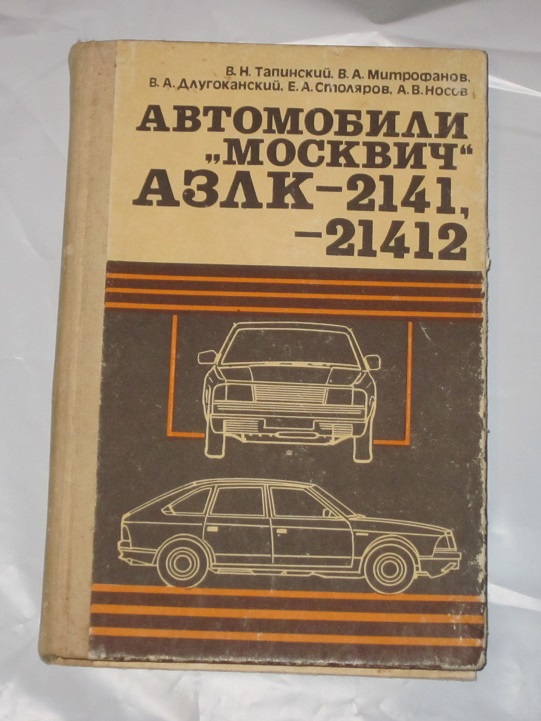 В. Н. Тапинский, В. А. Митрофанов,
В. А. Длугоканский, Е. А. Столяров, А. В. Носов
АВТОМОБИЛИ
„МОСКВИЧ“
АЗЛК-2141,
-21412